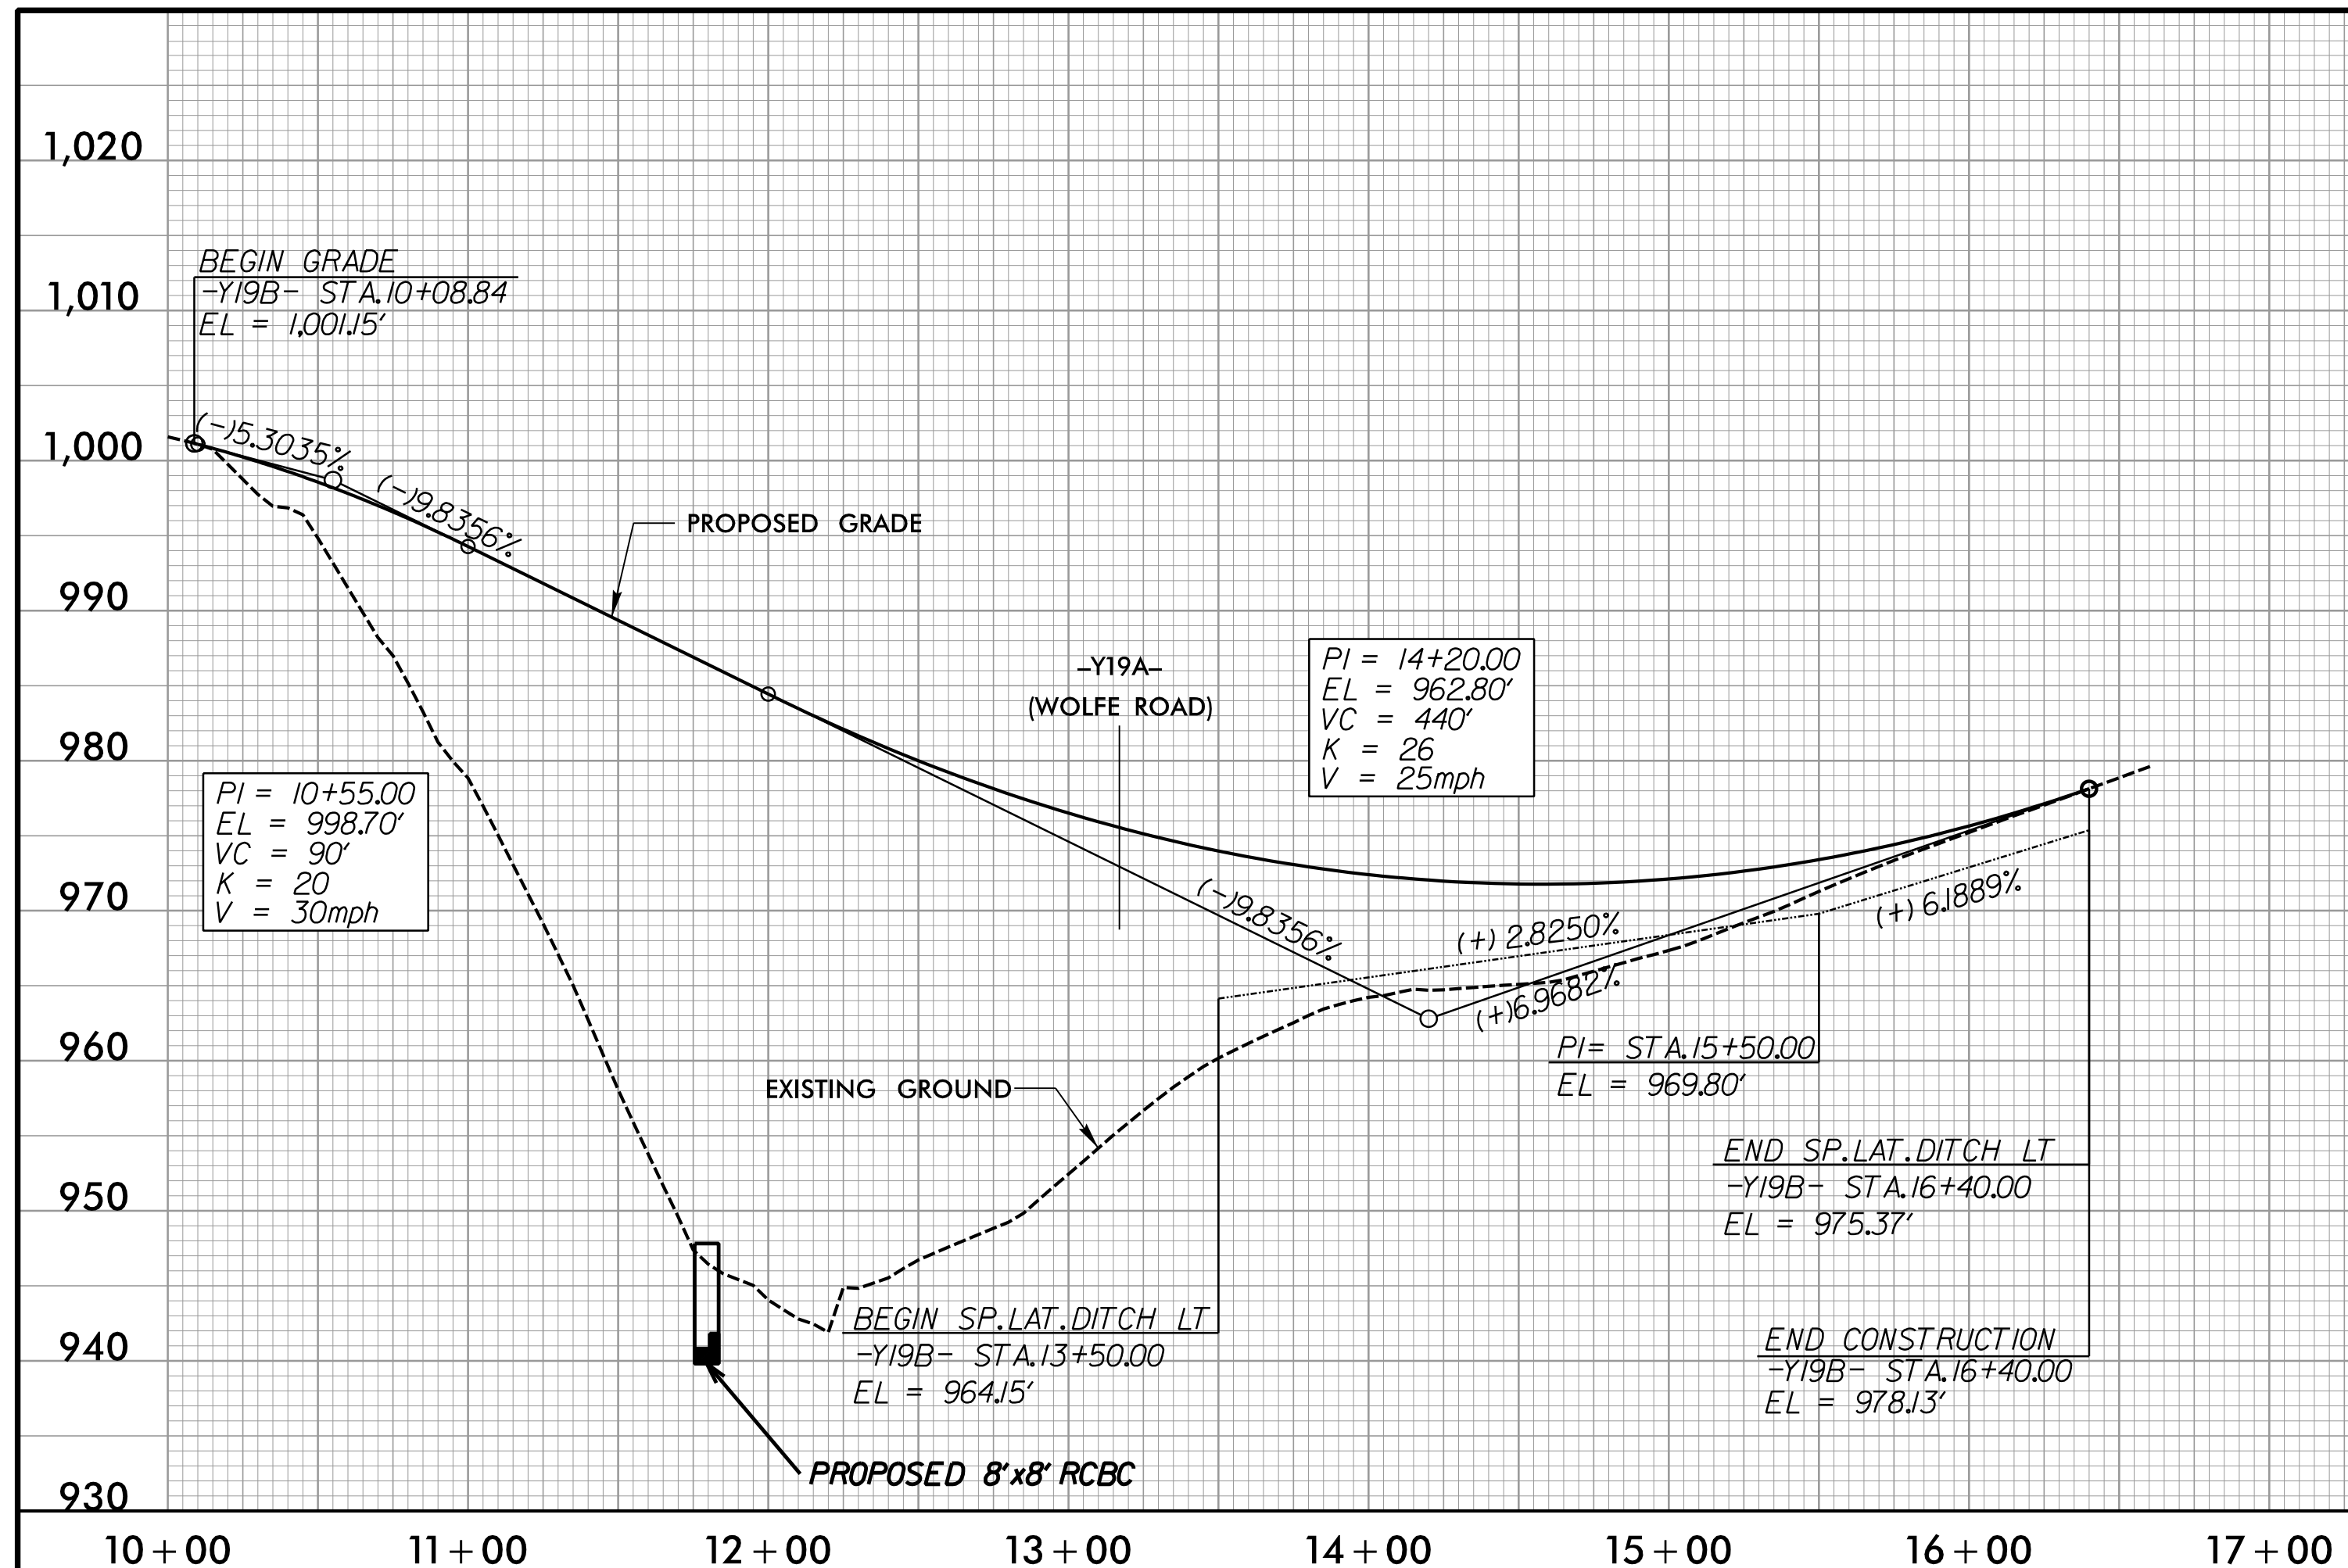 1,020
1,010
1,000
990
980
970
960
950
940
930
BEGIN GRADE
-Y19B- STA.10+08.84
EL = 1,001.15'
(-)5.3035%
(-)9.8356%
PROPOSED GRADE
-Y19A-
(WOLFE ROAD)
PI = 14+20.00
EL = 962.80'
VC = 440'
K = 26
V = 25mph
PI = 10+55.00
EL = 998.70'
VC = 90'
K = 20
V = 30mph
(-)9.8356%
(+) 2.8250%
(+) 6.1889%
(+)6.9682%
PI= STA.15+50.00
EL = 969.80'
EXISTING GROUND
END SP.LAT.DITCH LT
-Y19B- STA.16+40.00
EL = 975.37'
BEGIN SP.LAT.DITCH LT
-Y19B- STA.13+50.00
EL = 964.15'
END CONSTRUCTION
-Y19B- STA.16+40.00
EL = 978.13'
PROPOSED 8'x8' RCBC
10+00 11+00 12+00 13+00 14+00 15+00 16+00 17+00